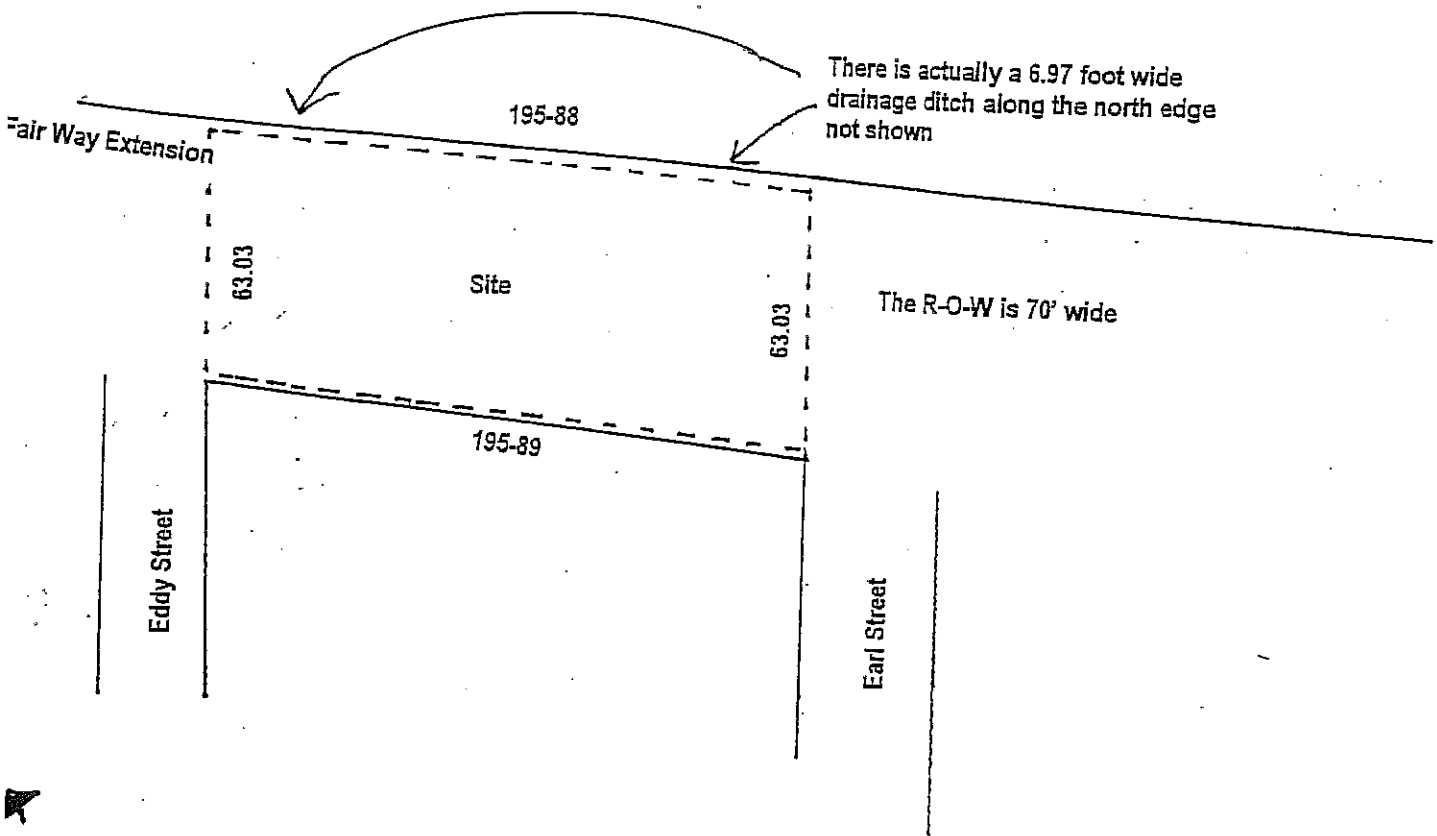 There is actually a 6.97 foot wide
drainage ditch along the north edge
not shown
195-88
Fair Way Extension
63.03
Site
63.03
The R-O-W is 70' wide
195-89
Eddy Street
Earl Street